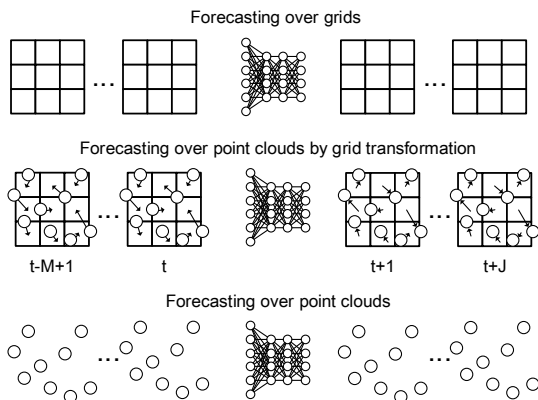 Forecasting over grids
... ...
Forecasting over point clouds by grid transformation
... ...
t-M+1 t t+1 t+J
Forecasting over point clouds
... ...